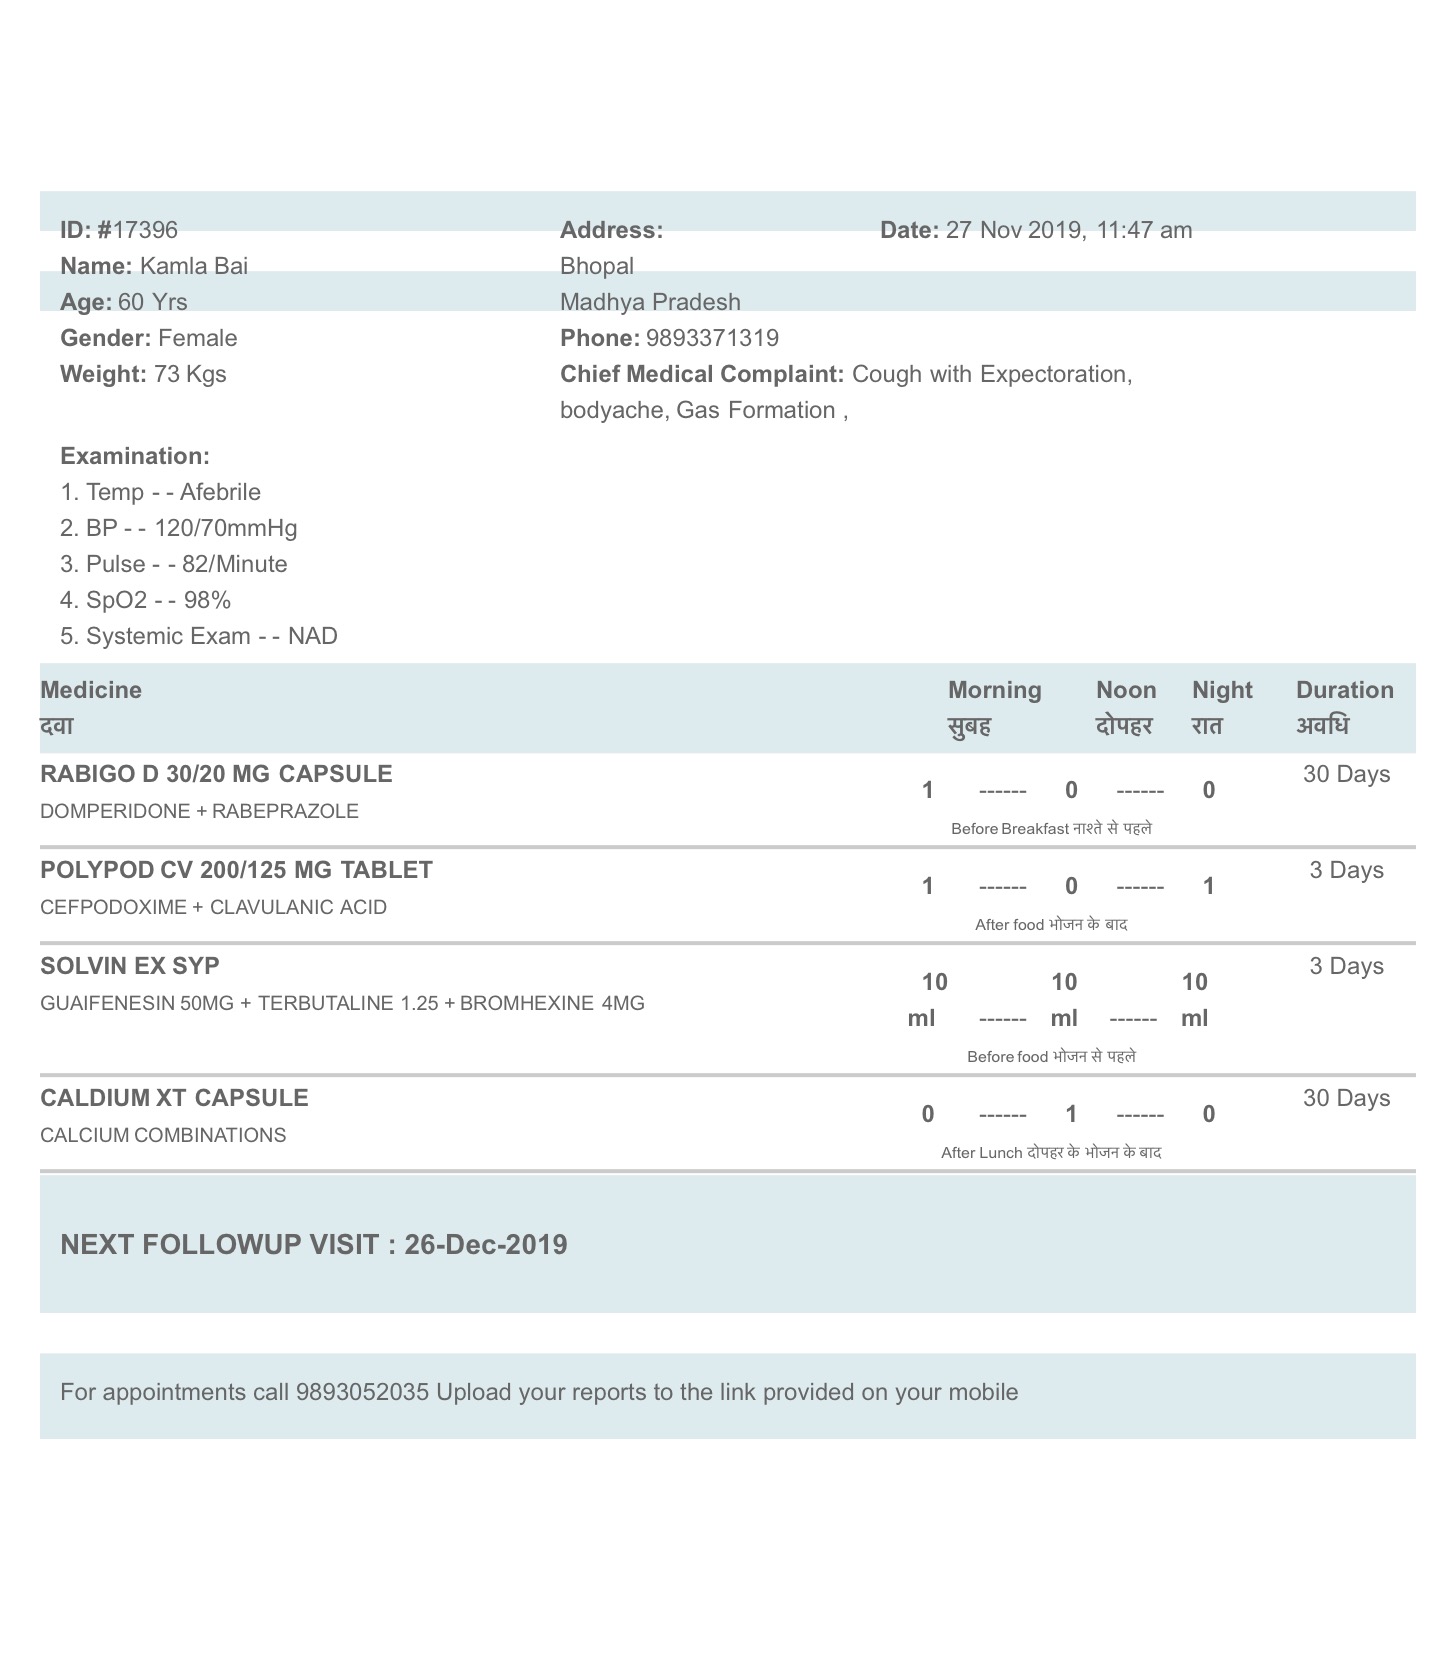 ID: #17396
Name: Kamla Bai
Age: 60 Yrs
Gender: Female
Weight: 73 Kgs
Address:
Bhopal
Madhya Pradesh
Phone: 9893371319
Chief Medical Complaint: Cough with Expectoration,
bodyache, Gas Formation ,
Date: 27 Nov 2019, 11:47 am
Examination:
1. Temp - - Afebrile
2. BP - - 120/70mmHg
3. Pulse - - 82/Minute
4. SpO2 - - 98%
5. Systemic Exam - - NAD
Medicine Morning Noon Night Duration
दवा सुबह दोपहर रात अवधि
RABIGO D 30/20 MG CAPSULE 30 Days
1 ------ 0 ------ 0
DOMPERIDONE + RABEPRAZOLE
Before Breakfast नाश्ते से पहले
POLYPOD CV 200/125 MG TABLET 3 Days
1 ------ 0 ------ 1
CEFPODOXIME + CLAVULANIC ACID
After food भोजन के बाद
SOLVIN EX SYP 3 Days
10 10 10
GUAIFENESIN 50MG + TERBUTALINE 1.25 + BROMHEXINE 4MG
ml ------ ml ------ ml
Before food भोजन से पहले
CALDIUM XT CAPSULE 30 Days
0 ------ 1 ------ 0
CALCIUM COMBINATIONS
After Lunch दोपहर के भोजन के बाद
NEXT FOLLOWUP VISIT : 26-Dec-2019
For appointments call 9893052035 Upload your reports to the link provided on your mobile